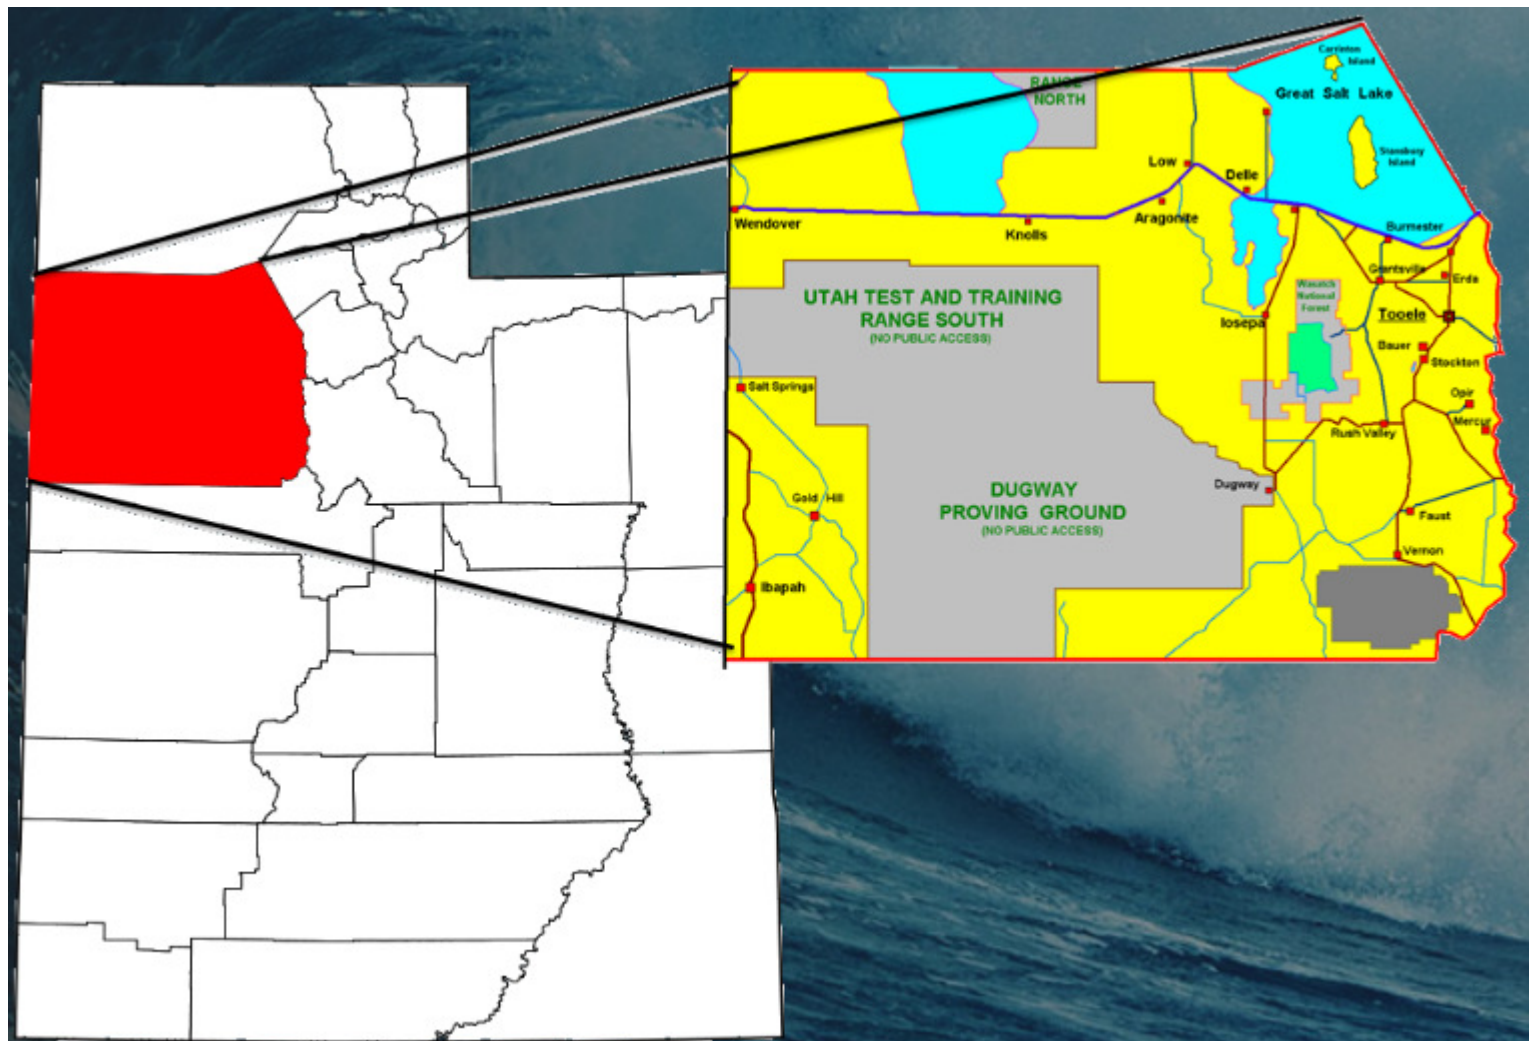 Carrinton
Island
RANGE
NORTH
Great Salt Lake
Stansbury
Island
Low
Delle
Wendover
Knolls
Aragonite
Burmester
Grantsville
Erda
Wasatch
National
Forest
UTAH TEST AND TRAINING
RANGE SOUTH
(NO PUBLIC ACCESS)
Iosepa
Tooele
Bauer
Stockton
Salt Springs
Opir
Mercur
Rush Valley
Dugway
Gold Hill
DUGWAY
PROVING GROUND
(NO PUBLIC ACCESS)
Faust
Vernon
Ibapah